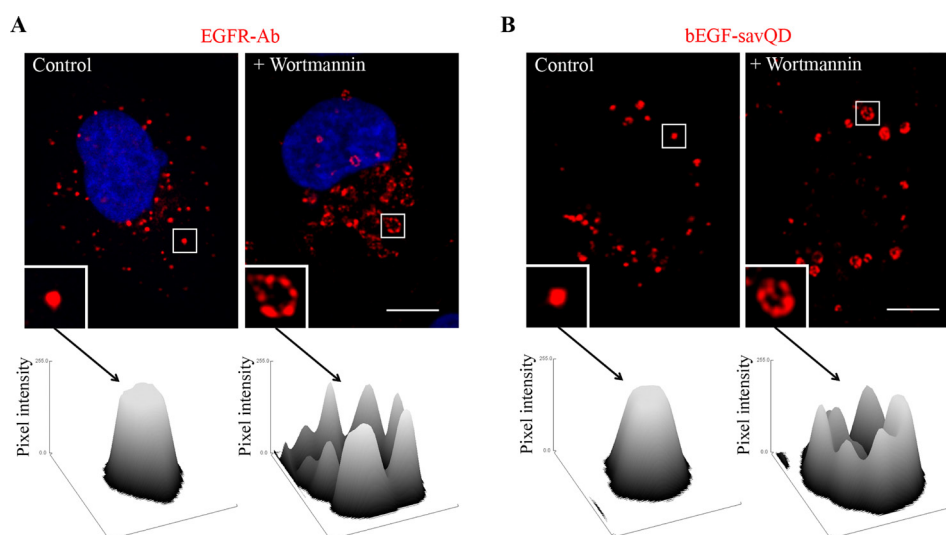 A
EGFR-Ab
Control
+ Wortmannin
Pixel intensity
255.0
0.0
Pixel intensity
255.0
0.0
B
bEGF-savQD
Control
+ Wortmannin
Pixel intensity
255.0
0.0
Pixel intensity
255.0
0.0